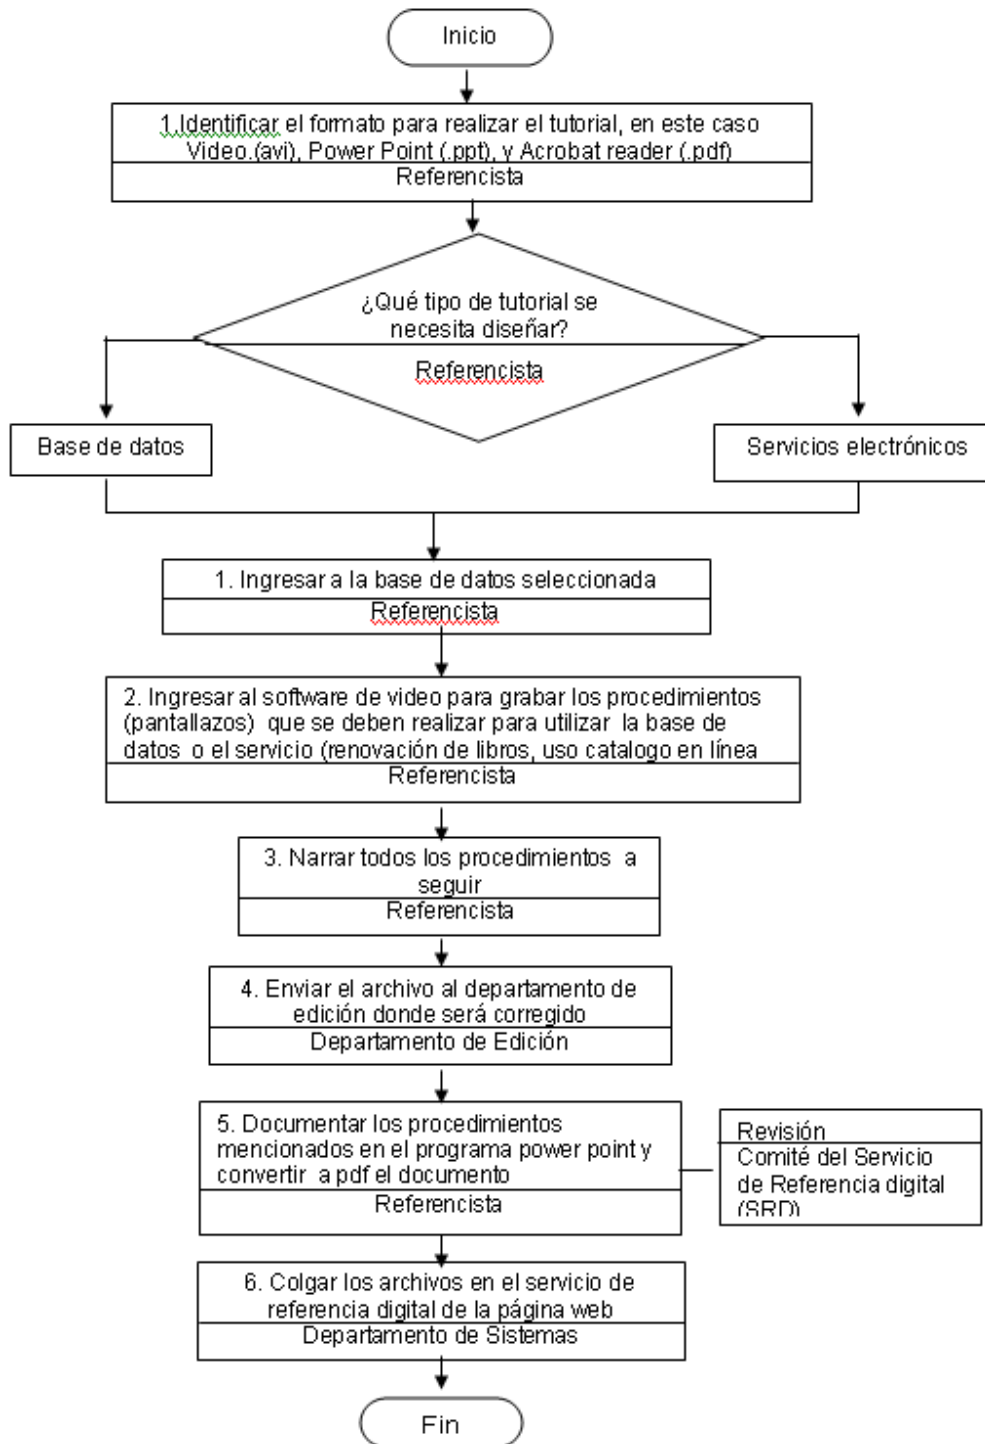 Inicio
1.Identificar el formato para realizar el tutorial, en este caso
Video.(avi), Power Point (.ppt), y Acrobat reader (.pdf)
Referencista
¿Qué tipo de tutorial se
necesita diseñar?
Referencista
Base de datos
Servicios electrónicos
1. Ingresar a la base de datos seleccionada
Referencista
2. Ingresar al software de video para grabar los procedimientos
(pantallazos) que se deben realizar para utilizar la base de
datos o el servicio (renovación de libros, uso catalogo en línea
Referencista
3. Narrar todos los procedimientos a
seguir
Referencista
4. Enviar el archivo al departamento de
edición donde será corregido
Departamento de Edición
5. Documentar los procedimientos
mencionados en el programa power point y
convertir a pdf el documento
Referencista
Revisión
Comité del Servicio
de Referencia digital
(SRD)
6. Colgar los archivos en el servicio de
referencia digital de la página web
Departamento de Sistemas
Fin